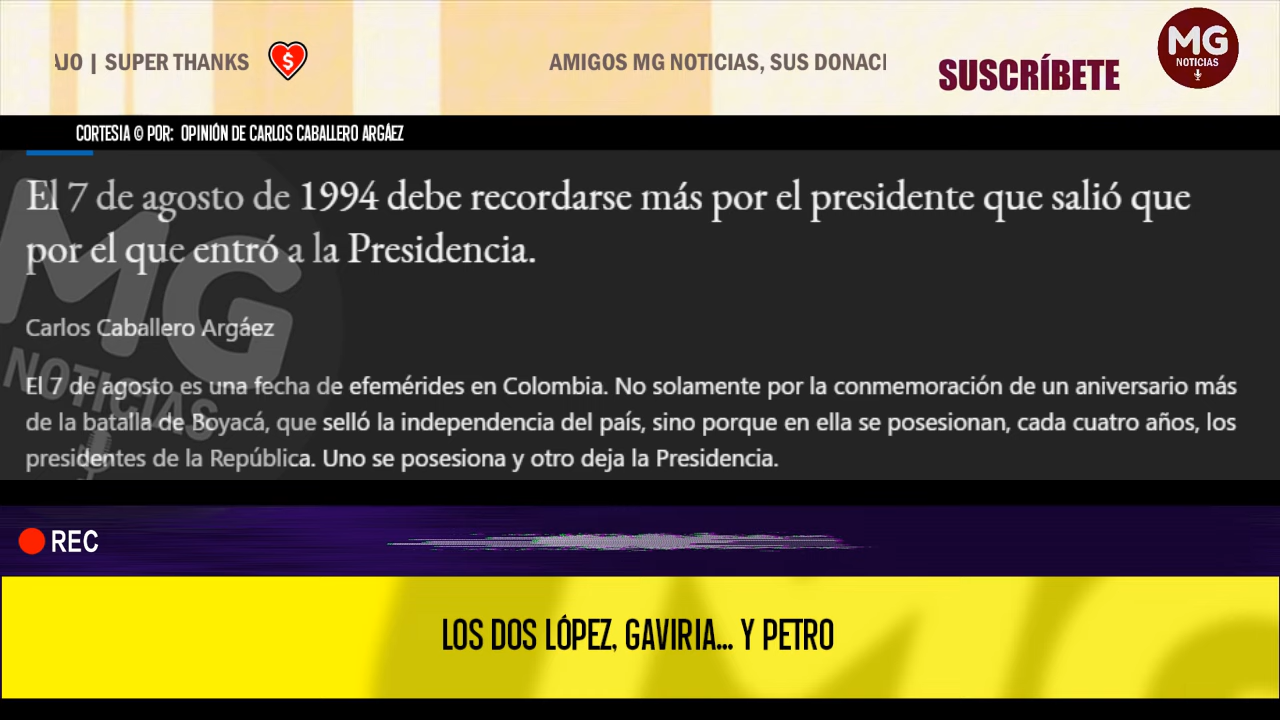 AJO | SUPER THANKS
AMIGOS MG NOTICIAS, SUS DONACI
SUSCRÍBETE
MG
NOTICIAS
CORTESIA © POR: OPINIÓN DE CARLOS CABALLERO ARGÁEZ
El 7 de agosto de 1994 debe recordarse más por el presidente que salió que
por el que entró a la Presidencia.
Carlos Caballero Argáez
El 7 de agosto es una fecha de efemérides en Colombia. No solamente por la conmemoración de un aniversario más
de la batalla de Boyacá, que selló la independencia del país, sino porque en ella se posesionan, cada cuatro años, los
presidentes de la República. Uno se posesiona y otro deja la Presidencia.
MG
NOTICIAS
REC
LOS DOS LÓPEZ, GAVIRIA... Y PETRO